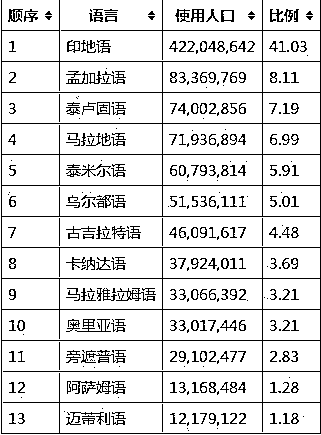 顺序 语言 使用人口 比例
1 印地语 422,048,642 41.03
2 孟加拉语 83,369,769 8.11
3 泰卢固语 74,002,856 7.19
4 马拉地语 71,936,894 6.99
5 泰米尔语 60,793,814 5.91
6 乌尔都语 51,536,111 5.01
7 古吉拉特语 46,091,617 4.48
8 卡纳达语 37,924,011 3.69
9 马拉雅拉姆语 33,066,392 3.21
10 奥里亚语 33,017,446 3.21
11 旁遮普语 29,102,477 2.83
12 阿萨姆语 13,168,484 1.28
13 迈蒂利语 12,179,122 1.18